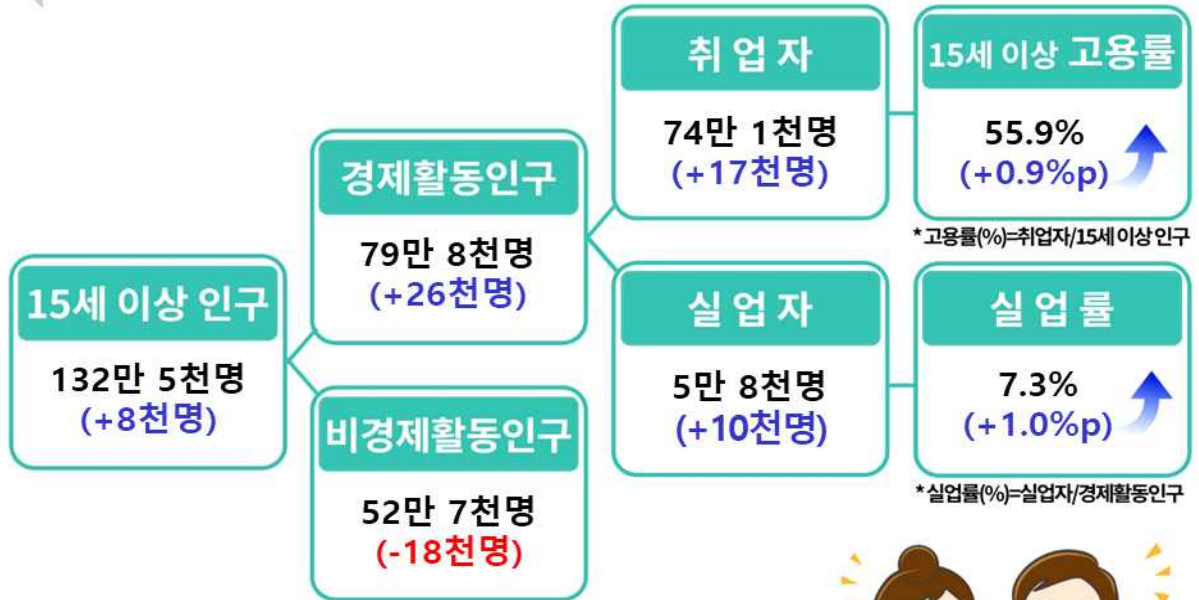 15세 이상 인구
132만 5천명
(+8천명)
경제활동인구
79만 8천명
(+26천명)
비경제활동인구
52만 7천명
(-18천명)
취 업 자
74만 1천명
(+17천명)
15세 이상 고용률
55.9%
(+0.9%p)
*고용률(%)=취업자/15세 이상 인구
실 업 자
5만 8천명
(+10천명)
실 업 률
7.3%
(+1.0%p)
*실업률(%)=실업자/경제활동인구